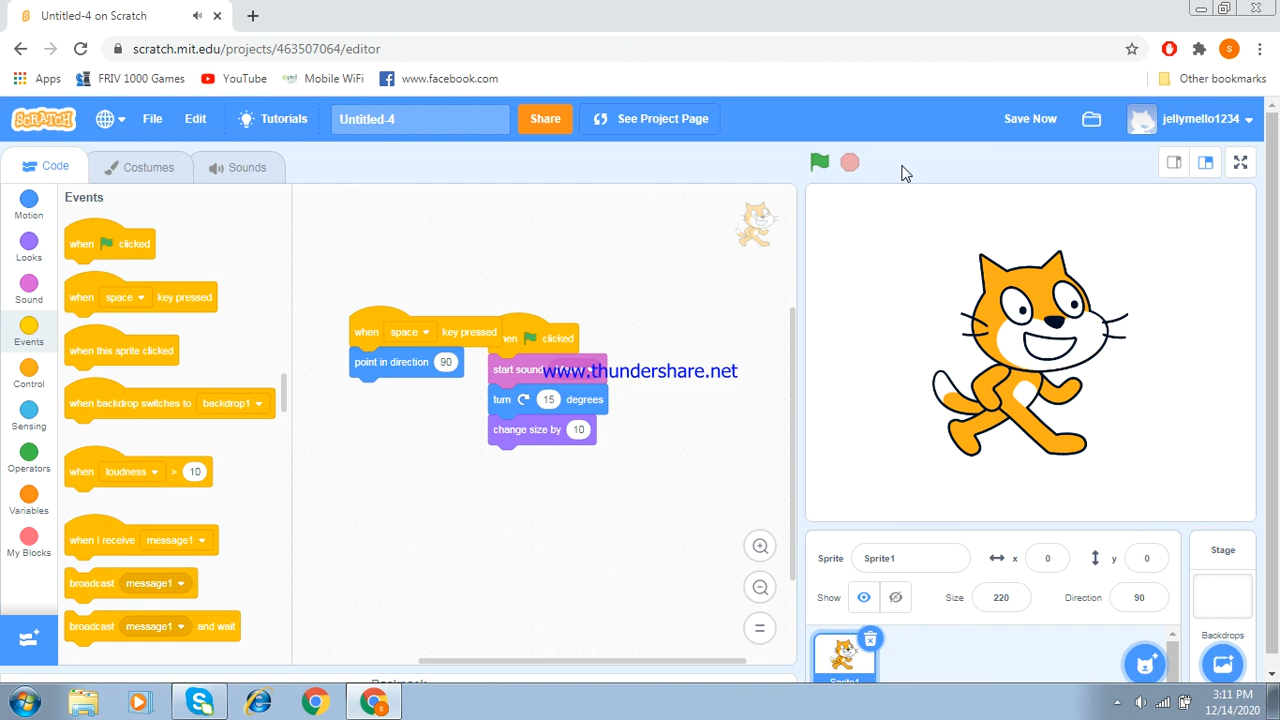 Untitled-4 on Scratch
scratch.mit.edu/projects/463507064/editor
S
Apps FRIV 1000 Games YouTube Mobile WiFi www.facebook.com Other bookmarks
SCRATCH File Edit Tutorials Untitled-4 Share See Project Page Save Now jellymello1234
Code Costumes Sounds
Motion
Looks
Sound
Events
Control
Sensing
Operators
Variables
My Blocks
Events
when clicked
when space key pressed
when this sprite clicked
when backdrop switches to backdrop1
when loudness > 10
when I receive message1
broadcast message1
broadcast message1 and wait
when space key pressed
point in direction 90
clicked
start sound
turn 15 degrees
change size by 10
www.thundershare.net
Sprite Sprite1 x 0 y 0
Show Size 220 Direction 90
Sprite1
Stage
Backdrops
3:11 PM
12/14/2020